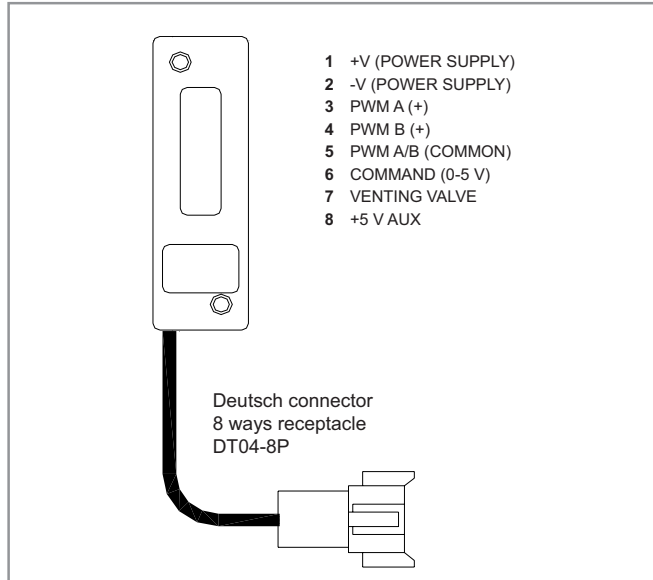 1 +V (POWER SUPPLY)
2 -V (POWER SUPPLY)
3 PWM A (+)
4 PWM B (+)
5 PWM A/B (COMMON)
6 COMMAND (0-5 V)
7 VENTING VALVE
8 +5 V AUX
Deutsch connector
8 ways receptacle
DT04-8P